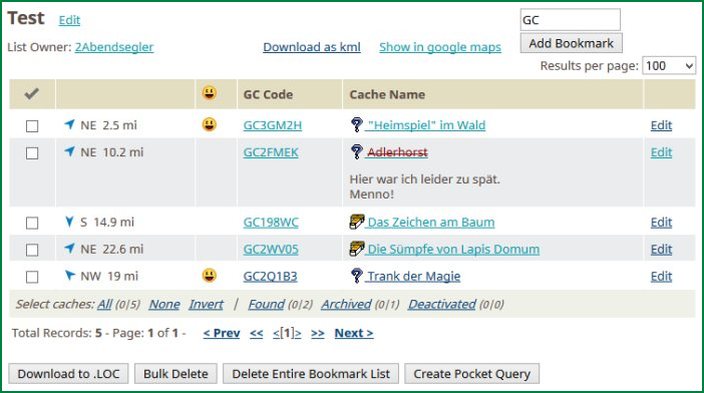 Test Edit
GC
List Owner: 2Abendsegler Download as kml Show in google maps Add Bookmark
Results per page: 100
GC Code Cache Name
NE 2.5 mi GC3GM2H "Heimspiel" im Wald Edit
NE 10.2 mi GC2FMEK Adlerhorst Edit
Hier war ich leider zu spät.
Menno!
S 14.9 mi GC198WC Das Zeichen am Baum Edit
NE 22.6 mi GC2WV05 Die Sümpfe von Lapis Domum Edit
NW 19 mi GC2Q1B3 Trank der Magie Edit
Select caches: All (0|5) None Invert | Found (0|2) Archived (0|1) Deactivated (0|0)
Total Records: 5 - Page: 1 of 1 - < Prev << <[1]> >> Next >
Download to .LOC Bulk Delete Delete Entire Bookmark List Create Pocket Query